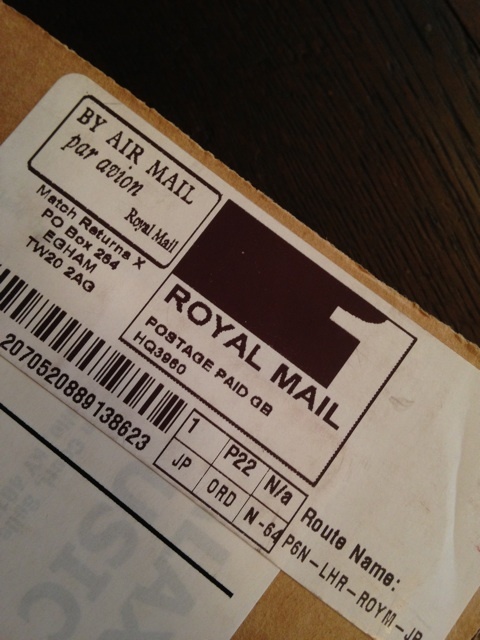 BY AIR MAIL
par avion
Royal Mail
Match Returns X
PO Box 264
EGHAM
TW20 2AG
1
ROYAL MAIL
POSTAGE PAID GB
HQ3960
2070520889138623
1 P22 N/a
JP ORD N-64
Route Name:
P6N-LHR-ROYM-JP